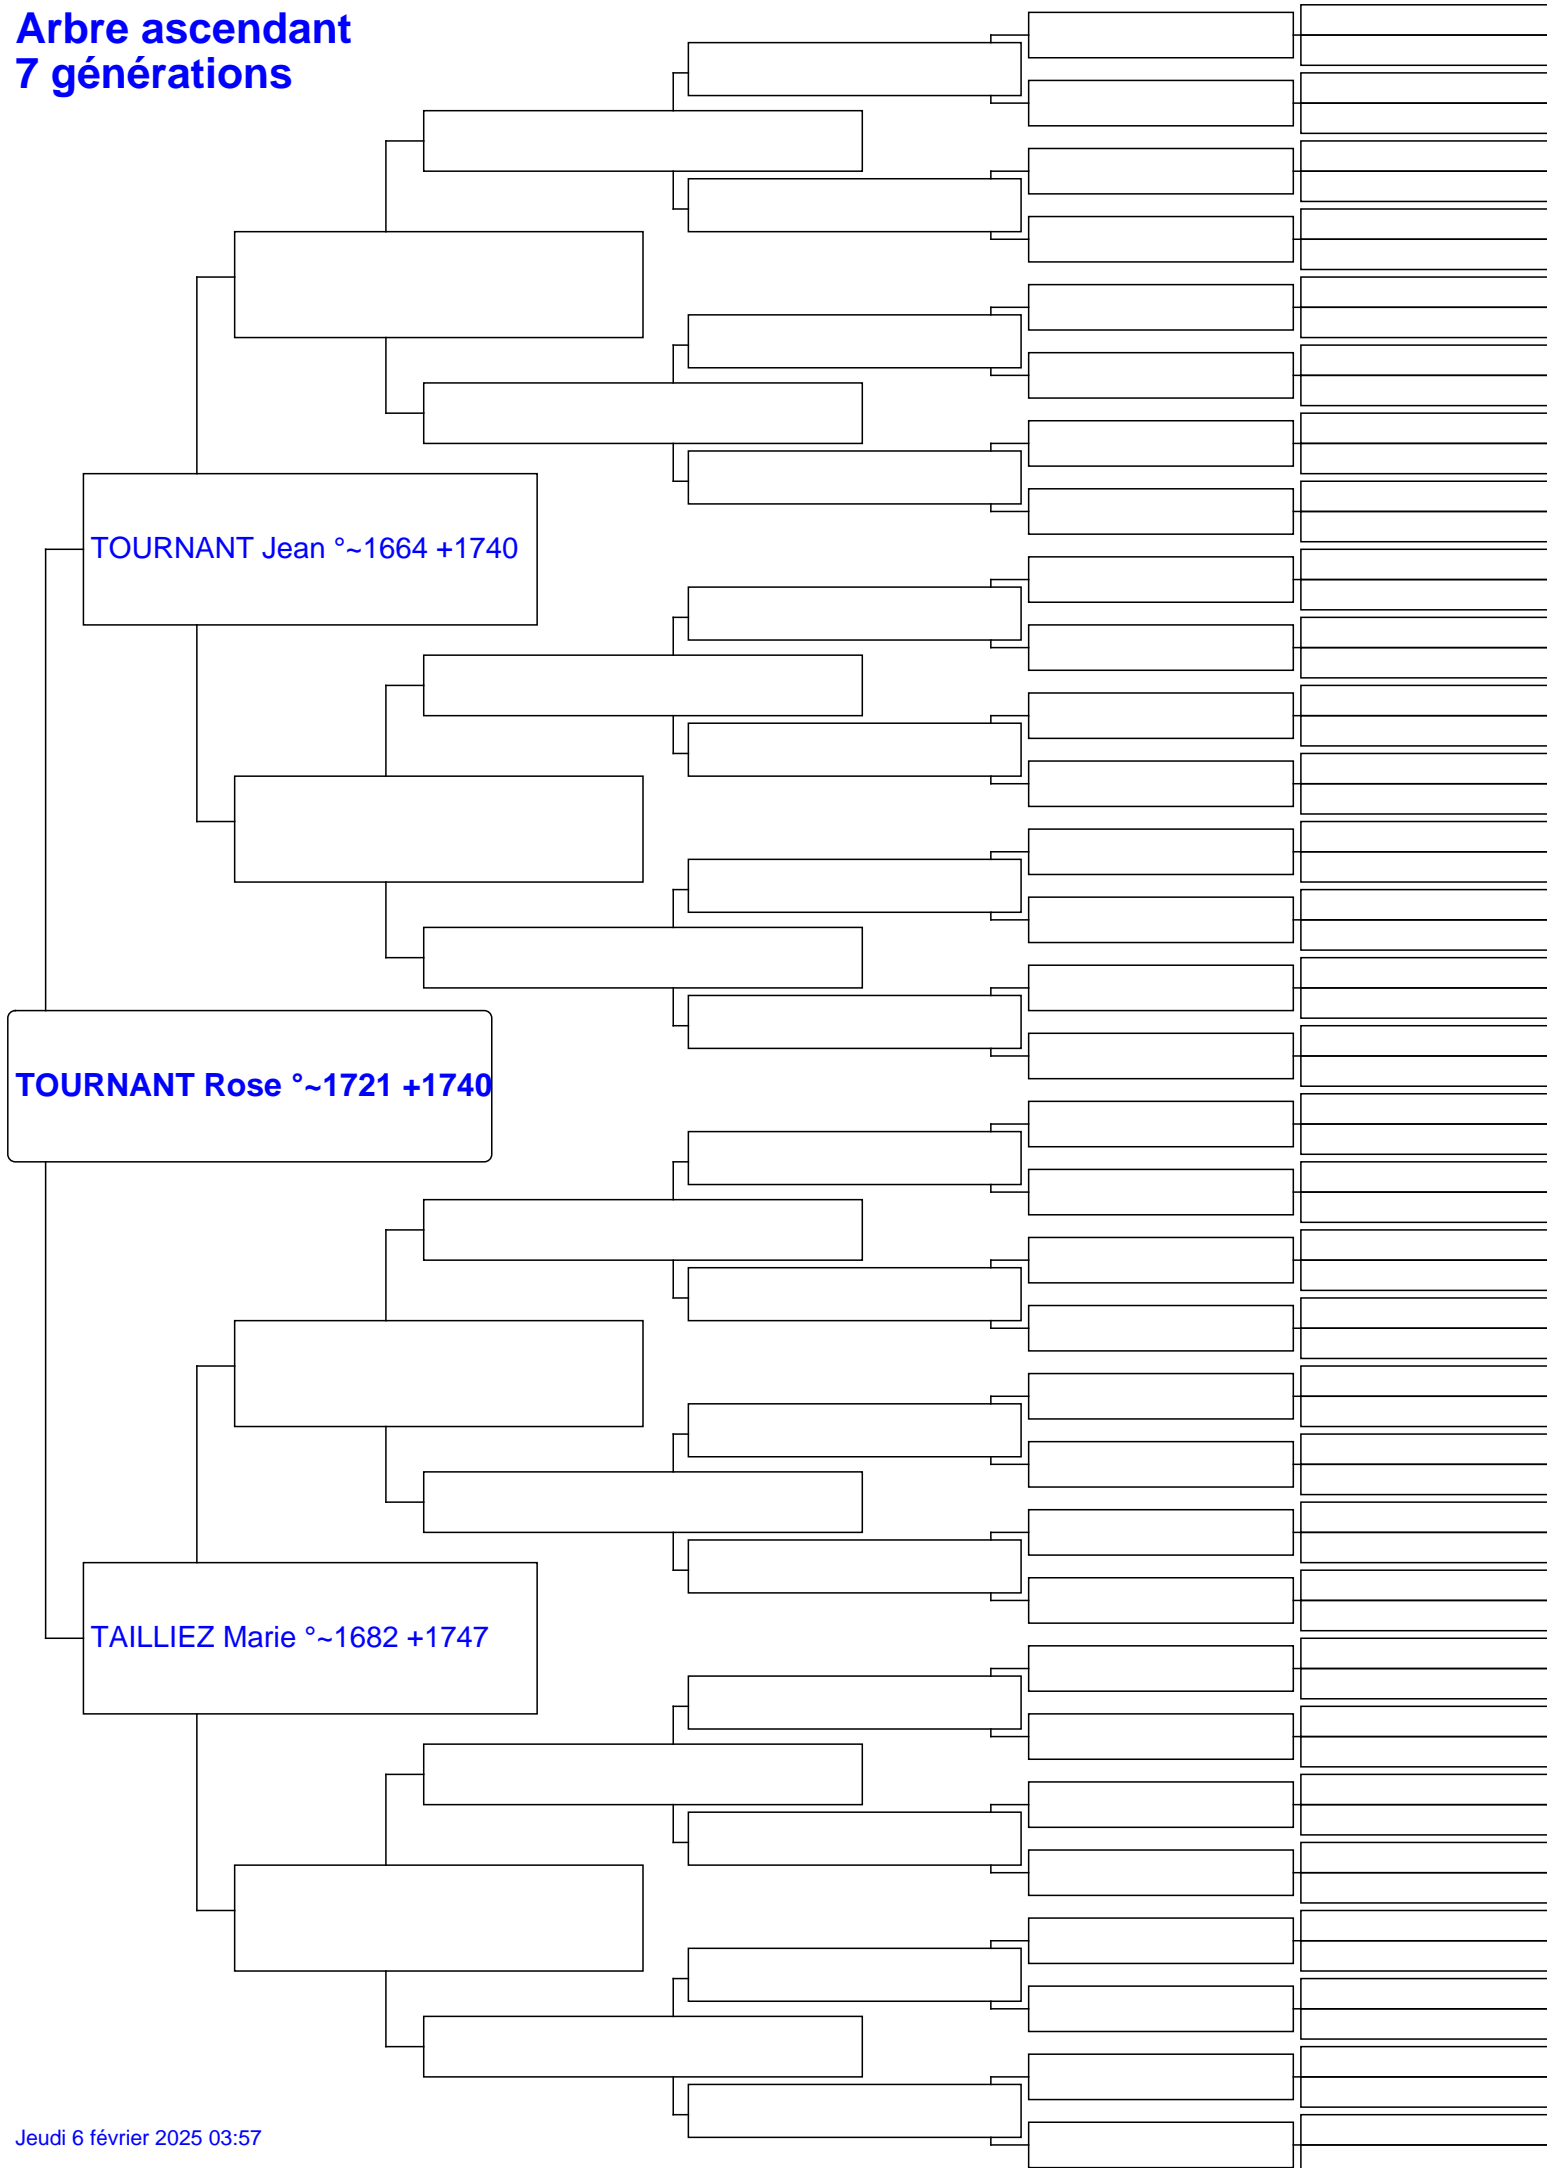 Arbre ascendant
7 générations
TOURNANT Jean °~1664 +1740
TOURNANT Rose °~1721 +1740
TAILLIEZ Marie °~1682 +1747
Jeudi 6 février 2025 03:57